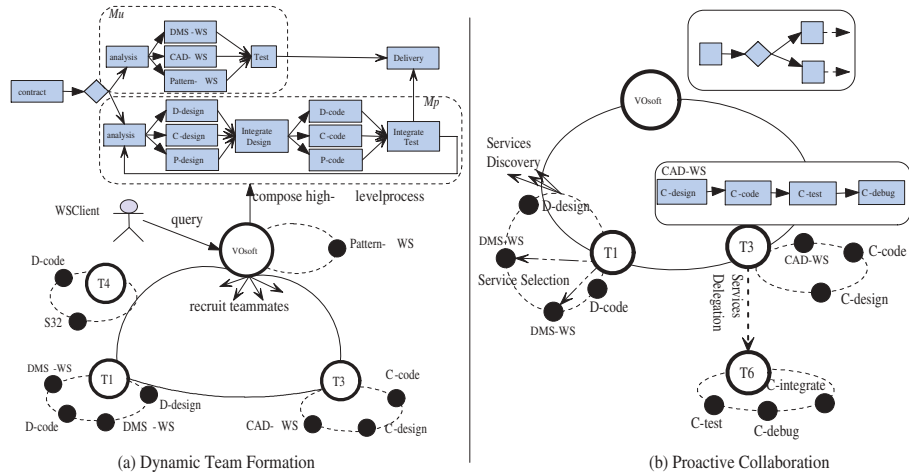 Mu
DMS -WS
analysis
CAD- WS
Test
Delivery
Pattern- WS
contract
Mp
D-design
D-code
analysis
C-design
Integrate
Design
C-code
Integrate
Test
P-design
P-code
compose high- levelprocess
WSClient
query
VOsoft
Pattern- WS
D-code
T4
S32
recruit teammates
DMS -WS
T1
D-design
D-code
DMS -WS
T3
C-code
CAD- WS
C-design
(a) Dynamic Team Formation
VOsoft
Services
Discovery
CAD-WS
C-design
C-code
C-test
C-debug
D-design
DMS-WS
T1
Service Selection
D-code
DMS-WS
T3
CAD-WS
C-code
C-design
Services
Delegation
T6
C-integrate
C-test
C-debug
(b) Proactive Collaboration